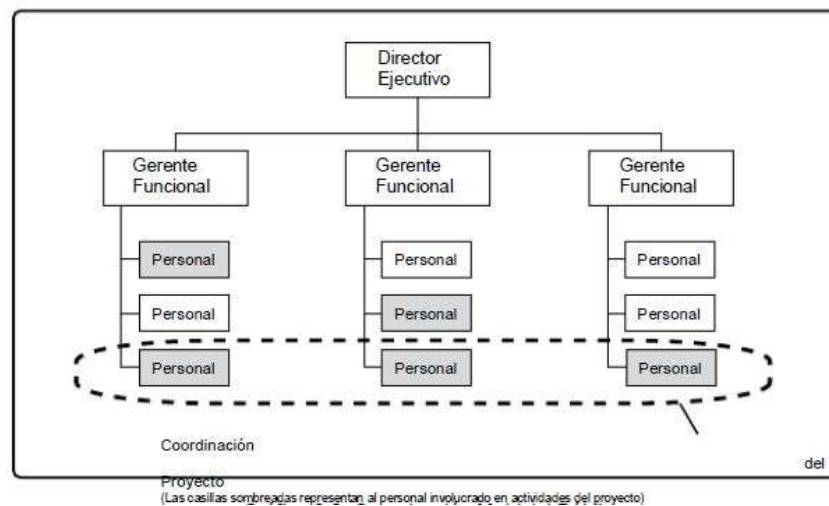 Director
Ejecutivo
Gerente
Funcional
Gerente
Funcional
Gerente
Funcional
Personal
Personal
Personal
Personal
Personal
Personal
Personal
Personal
Personal
Coordinación
del
Proyecto
(Las casillas sombreadas representan al personal involucrado en actividades del proyecto)